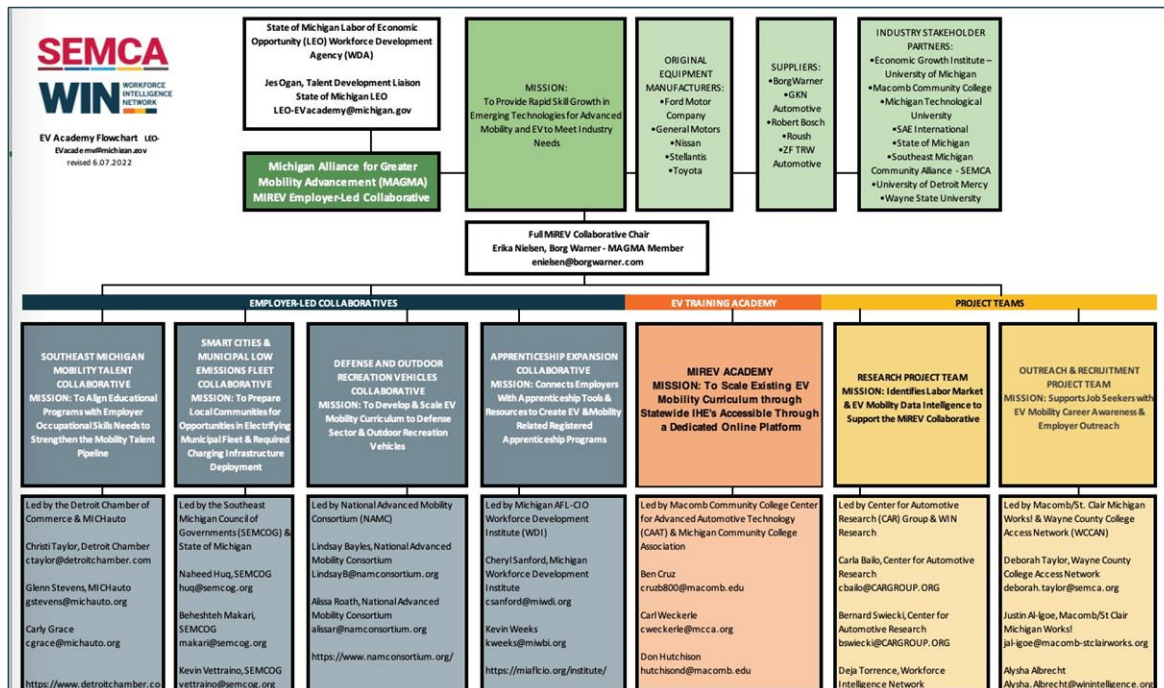 SEMCA
WIN
WORKFORCE
INTELLIGENCE
NETWORK
EV Academy Flowchart LEO-
EVacademy@michigan.gov
revised 6.07.2022
State of Michigan Labor of Economic
Opportunity (LEO) Workforce Development
Agency (WDA)
Jes Ogan, Talent Development Liaison
State of Michigan LEO
LEO-EVacademy@michigan.gov
Michigan Alliance for Greater
Mobility Advancement (MAGMA)
MIREV Employer-Led Collaborative
MISSION:
To Provide Rapid Skill Growth in
Emerging Technologies for Advanced
Mobility and EV to Meet Industry
Needs
ORIGINAL
EQUIPMENT
MANUFACTURERS:
•Ford Motor
Company
•General Motors
•Nissan
•Stellantis
•Toyota
SUPPLIERS:
•BorgWarner
•GKN
Automotive
•Robert Bosch
•Roush
•ZF TRW
Automotive
INDUSTRY STAKEHOLDER
PARTNERS:
•Economic Growth Institute –
University of Michigan
•Macomb Community College
•Michigan Technological
University
•SAE International
•State of Michigan
•Southeast Michigan
Community Alliance - SEMCA
•University of Detroit Mercy
•Wayne State University
Full MiREV Collaborative Chair
Erika Nielsen, Borg Warner - MAGMA Member
enielsen@borgwarner.com
EMPLOYER-LED COLLABORATIVES
EV TRAINING ACADEMY
PROJECT TEAMS
SOUTHEAST MICHIGAN
MOBILITY TALENT
COLLABORATIVE
MISSION: To Align Educational
Programs with Employer
Occupational Skills Needs to
Strengthen the Mobility Talent
Pipeline
Led by the Detroit Chamber of
Commerce & MICHauto
Christi Taylor, Detroit Chamber
ctaylor@detroitchamber.com
Glenn Stevens, MICHauto
gstevens@michauto.org
Carly Grace
cgrace@michauto.org
https://www.detroitchamber.co
SMART CITIES &
MUNICIPAL LOW
EMISSIONS FLEET
COLLABORATIVE
MISSION: To Prepare
Local Communities for
Opportunities in Electrifying
Municipal Fleet & Required
Charging Infrastructure
Deployment
Led by the Southeast
Michigan Council of
Governments (SEMCOG) &
State of Michigan
Naheed Huq, SEMCOG
huq@semcog.org
Beheshteh Makari,
SEMCOG
makari@semcog.org
Kevin Vettraino, SEMCOG
vettraino@semcog.org
DEFENSE AND OUTDOOR
RECREATION VEHICLES
COLLABORATIVE
MISSION: To Develop & Scale EV
Mobility Curriculum to Defense
Sector & Outdoor Recreation
Vehicles
Led by National Advanced Mobility
Consortium (NAMC)
Lindsay Bayles, National Advanced
Mobility Consortium
LindsayB@namconsortium.org
Alissa Roath, National Advanced
Mobility Consortium
alissar@namconsortium.org
https://www.namconsortium.org/
APPRENTICESHIP EXPANSION
COLLABORATIVE
MISSION: Connects Employers
With Apprenticeship Tools &
Resources to Create EV &Mobility
Related Registered
Apprenticeship Programs
Led by Michigan AFL-CIO
Workforce Development
Institute (WDI)
Cheryl Sanford, Michigan
Workforce Development
Institute
csanford@miwdi.org
Kevin Weeks
kweeks@miwbi.org
https://miaflcio.org/institute/
MIREV ACADEMY
MISSION: To Scale Existing EV
Mobility Curriculum through
Statewide IHE's Accessible Through
a Dedicated Online Platform
Led by Macomb Community College Center
for Advanced Automotive Technology
(CAAT) & Michigan Community College
Association
Ben Cruz
cruzb800@macomb.edu
Carl Weckerle
cweckerle@mcca.org
Don Hutchison
hutchisond@macomb.edu
RESEARCH PROJECT TEAM
MISSION: Identifies Labor Market
& EV Mobility Data Intelligence to
Support the MiREV Collaborative
Led by Center for Automotive
Research (CAR) Group & WIN
Research
Carla Bailo, Center for Automotive
Research
cbailo@CARGROUP.ORG
Bernard Swiecki, Center for
Automotive Research
bswiecki@CARGROUP.ORG
Deja Torrence, Workforce
Intelligence Network
OUTREACH & RECRUITMENT
PROJECT TEAM
MISSION: Supports Job Seekers with
EV Mobility Career Awareness &
Employer Outreach
Led by Macomb/St. Clair Michigan
Works! & Wayne County College
Access Network (WCCAN)
Deborah Taylor, Wayne County
College Access Network
deborah.taylor@semca.org
Justin Al-Igoe, Macomb/St Clair
Michigan Works!
jal-igoe@macomb-stclairworks.org
Alysha Albrecht
Alysha.Albrecht@winintelligence.org